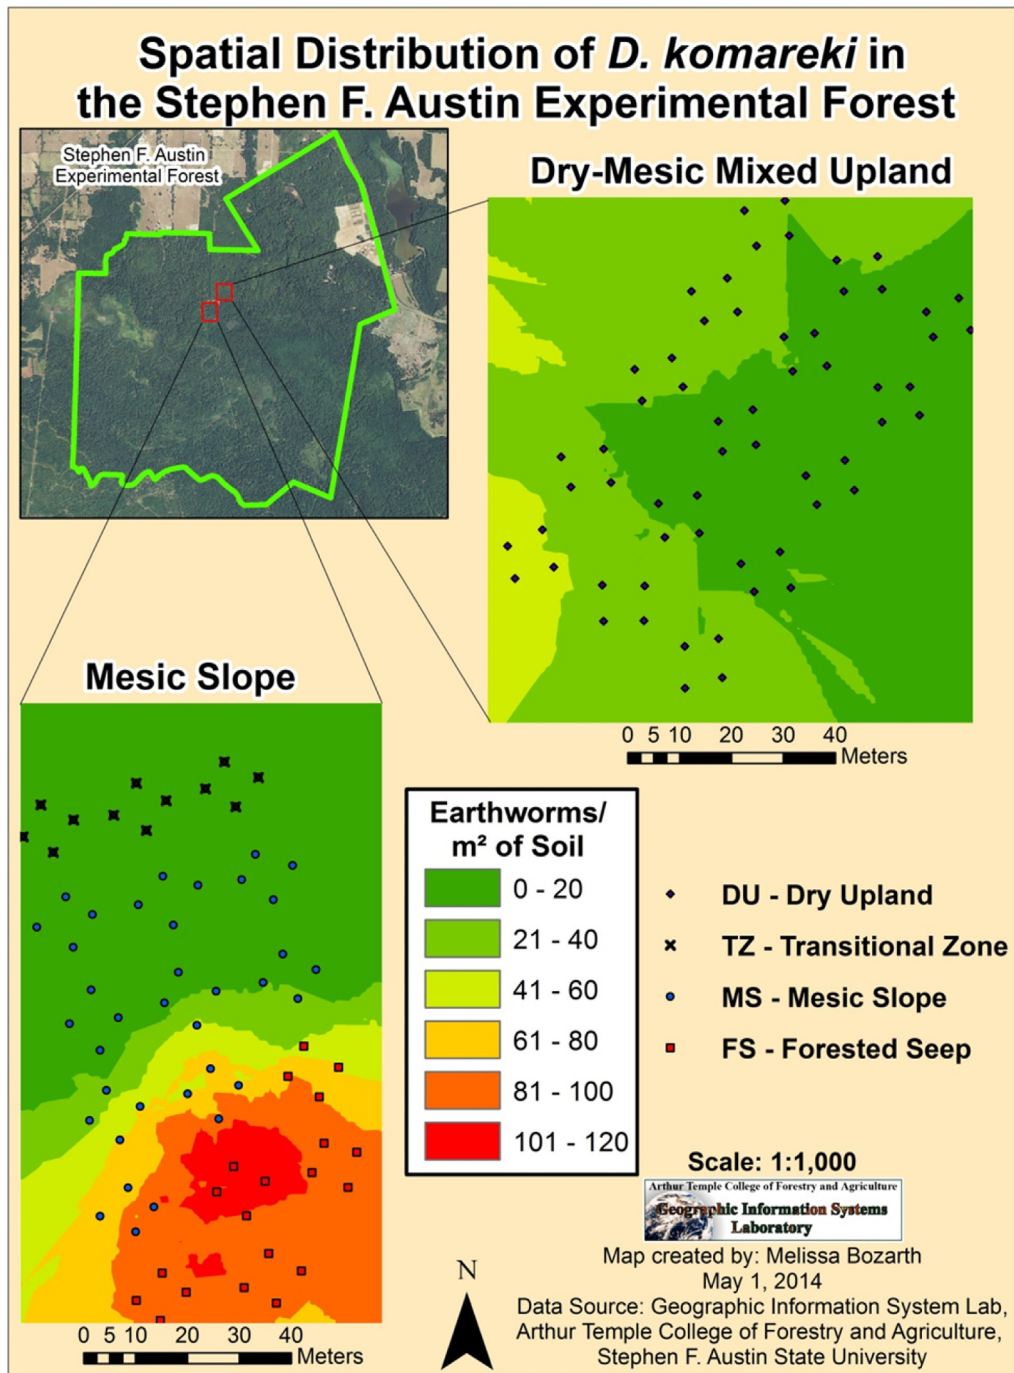 Spatial Distribution of D. komareki in
the Stephen F. Austin Experimental Forest
Stephen F. Austin
Experimental Forest
Dry-Mesic Mixed Upland
0 5 10 20 30 40
Meters
Mesic Slope
0 5 10 20 30 40
Meters
Earthworms/
m² of Soil
0 - 20
21 - 40
41 - 60
61 - 80
81 - 100
101 - 120
DU - Dry Upland
TZ - Transitional Zone
MS - Mesic Slope
FS - Forested Seep
Scale: 1:1,000
Arthur Temple College of Forestry and Agriculture
Geographic Information Systems
Laboratory
N
Map created by: Melissa Bozarth
May 1, 2014
Data Source: Geographic Information System Lab,
Arthur Temple College of Forestry and Agriculture,
Stephen F. Austin State University